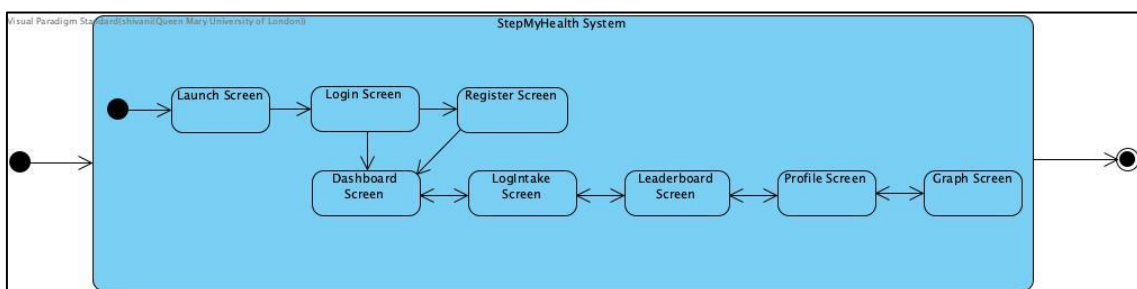 Visual Paradigm Standard(shivani(Queen Mary University of London))
StepMyHealth System
Launch Screen
Login Screen
Register Screen
Dashboard
Screen
LogIntake
Screen
Leaderboard
Screen
Profile Screen
Graph Screen